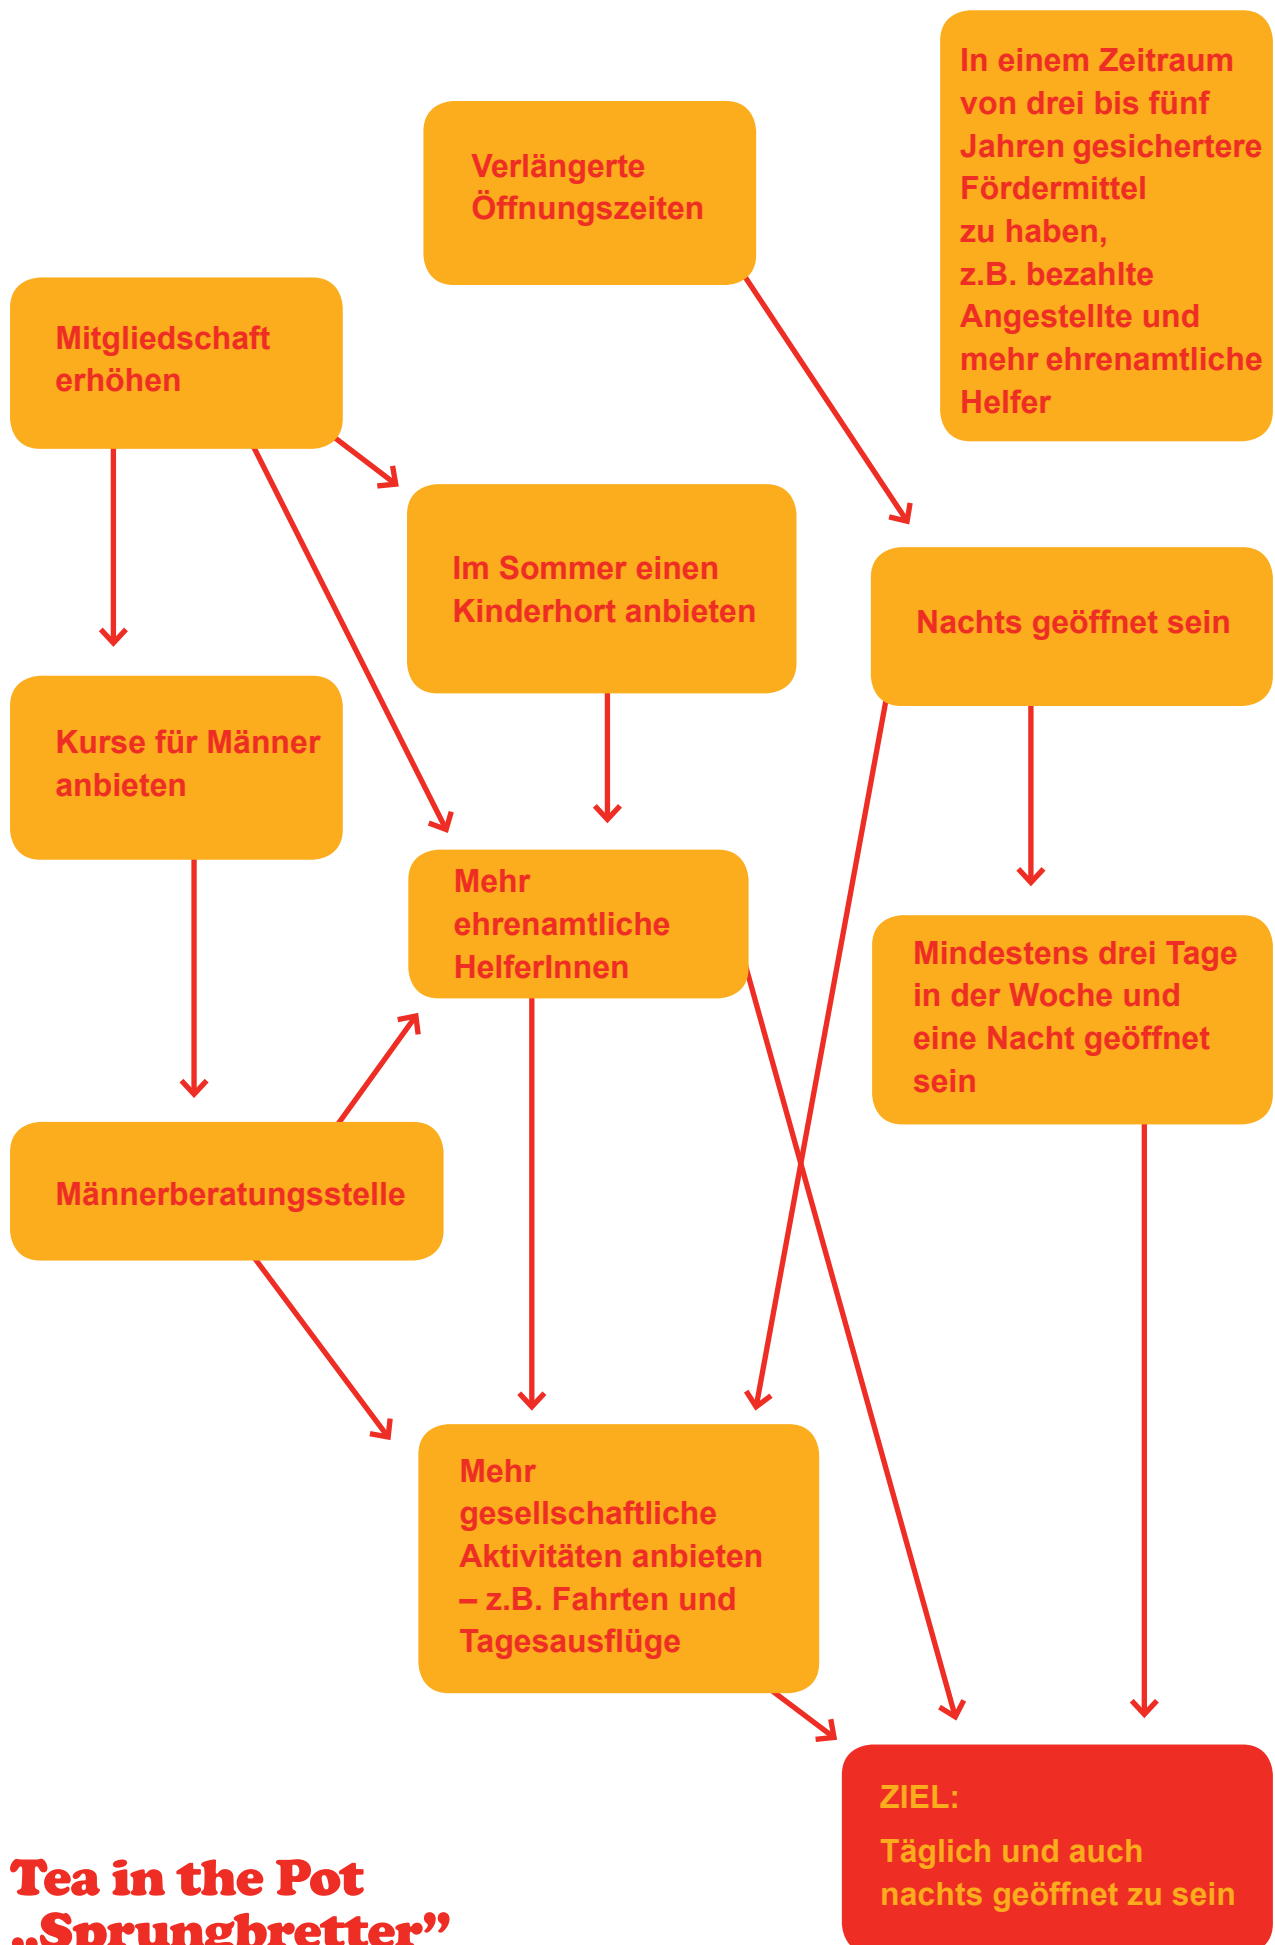 In einem Zeitraum
von drei bis fünf
Jahren gesichertere
Fördermittel
zu haben,
z.B. bezahlte
Angestellte und
mehr ehrenamtliche
Helfer
Verlängerte
Öffnungszeiten
Mitgliedschaft
erhöhen
Im Sommer einen
Kinderhort anbieten
Nachts geöffnet sein
Kurse für Männer
anbieten
Mehr
ehrenamtliche
HelferInnen
Mindestens drei Tage
in der Woche und
eine Nacht geöffnet
sein
Männerberatungsstelle
Mehr
gesellschaftliche
Aktivitäten anbieten
– z.B. Fahrten und
Tagesausflüge
ZIEL:
Täglich und auch
nachts geöffnet zu sein
Tea in the Pot
„Sprungbretter”